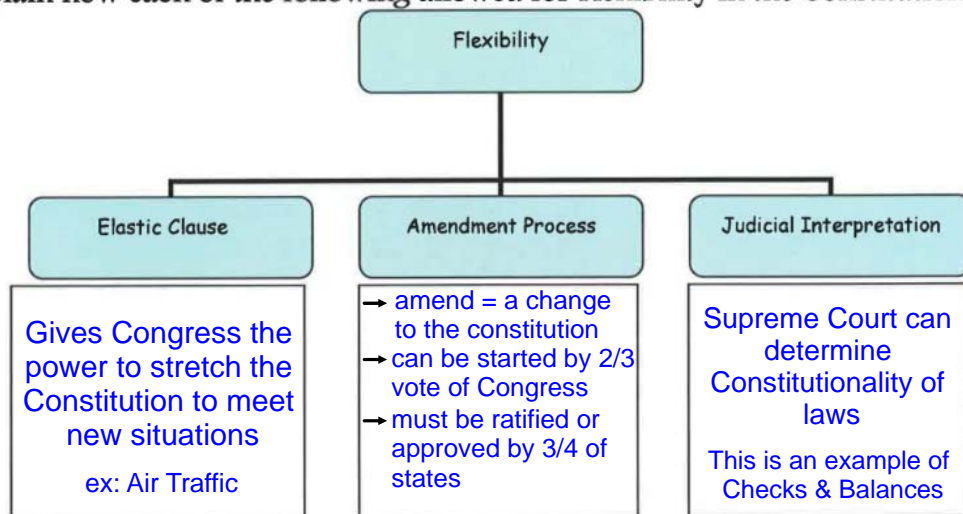 Flexibility
Elastic Clause
Gives Congress the
power to stretch the
Constitution to meet
new situations
ex: Air Traffic
Amendment Process
→ amend = a change
to the constitution
→ can be started by 2/3
vote of Congress
→ must be ratified or
approved by 3/4 of
states
Judicial Interpretation
Supreme Court can
determine
Constitutionality of
laws
This is an example of
Checks & Balances